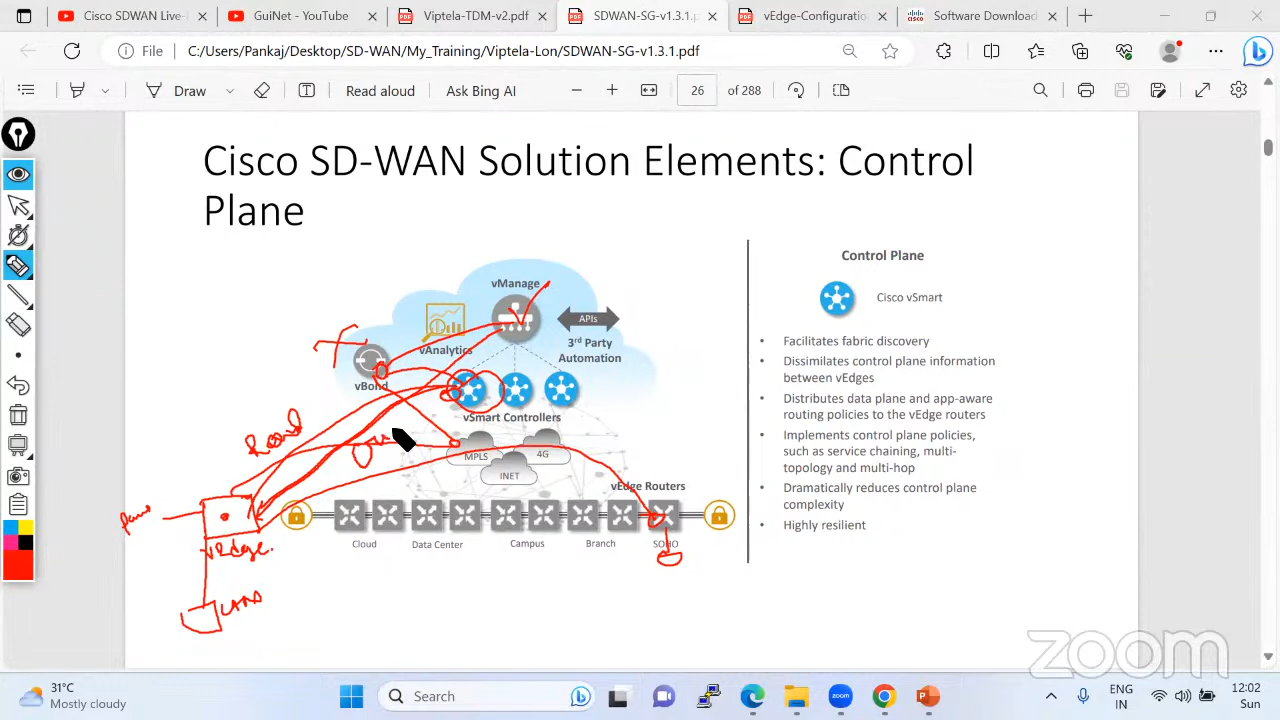 Cisco SD-WAN Live-
GuiNet - YouTube
Viptela-TDM-v2.pdf
SDWAN-SG-v1.3.1.p
vEdge-Configuratio
Software Download
File
C:/Users/Pankaj/Desktop/SD-WAN/My_Training/Viptela-Lon/SDWAN-SG-v1.3.1.pdf
Draw
Read aloud
Ask Bing AI
26
of 288
Cisco SD-WAN Solution Elements: Control
Plane
vManage
APIs
3rd Party
Automation
vAnalytics
vBond
vSmart Controllers
MPLS
4G
INET
vEdge Routers
Cloud
Data Center
Campus
Branch
SOHO
vEdge.
LAN
Control Plane
Cisco vSmart
• Facilitates fabric discovery
• Dissimilates control plane information
between vEdges
• Distributes data plane and app-aware
routing policies to the vEdge routers
• Implements control plane policies,
such as service chaining, multi-
topology and multi-hop
• Dramatically reduces control plane
complexity
• Highly resilient
zoom
31°C
Mostly cloudy
Search
zoom
ENG
IN
12:02
Sun